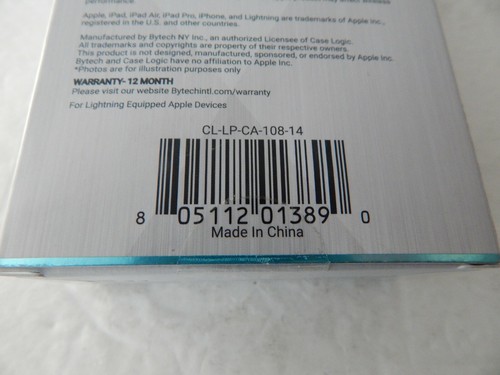 performance.
Apple, iPad, iPad Air, iPad Pro, iPhone, and Lightning are trademarks of Apple Inc.,
registered in the U.S. and other countries.
Manufactured by Bytech NY Inc., an authorized Licensee of Case Logic.
All trademarks and copyrights are property of their respective owners.
This product is not designed, manufactured, sponsored, or endorsed by Apple Inc.
Bytech and Case Logic have no affiliation to Apple Inc.
*Photos are for illustration purposes only
WARRANTY- 12 MONTH
Please visit our website Bytechintl.com/warranty
For Lightning Equipped Apple Devices
CL-LP-CA-108-14
8 05112 01389 0
Made In China